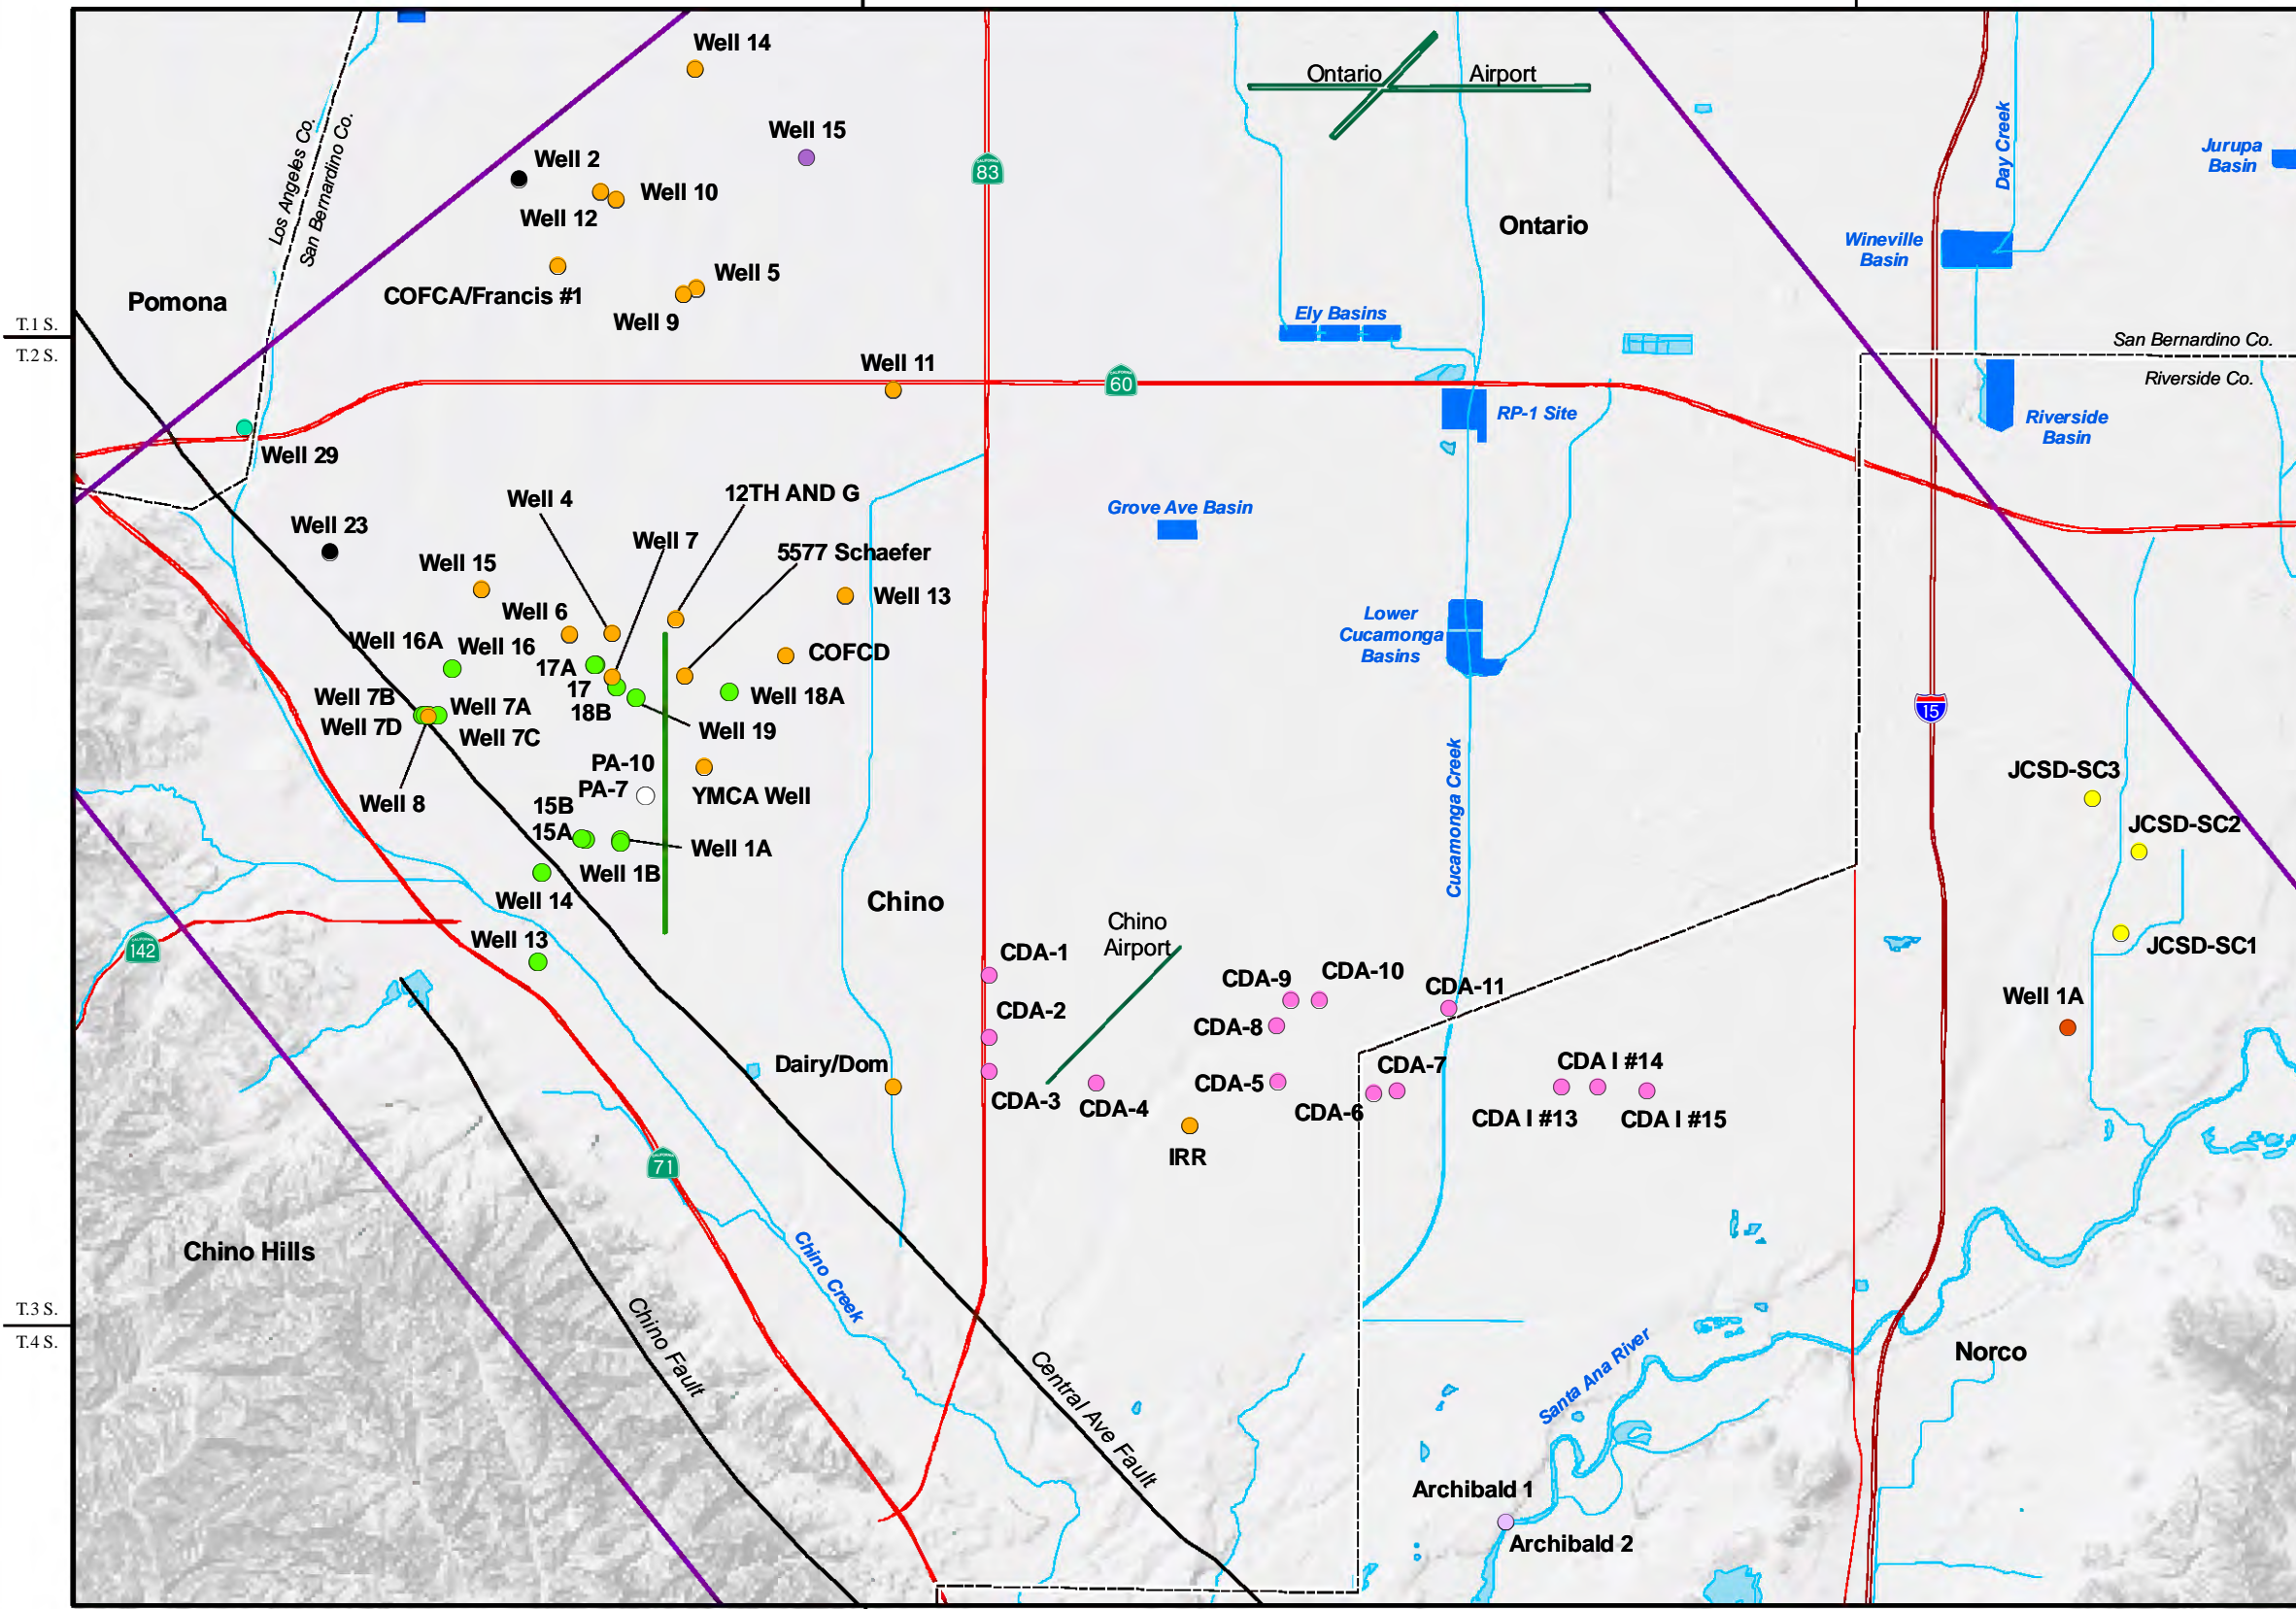 Well 14
Ontario Airport
Los Angeles Co.
San Bernardino Co.
Well 15
Day Creek
Jurupa
Basin
Well 2
CALIFORNIA
83
Well 10
Well 12
Ontario
Wineville
Basin
Well 5
COFCA/Francis #1
Pomona
Well 9
Ely Basins
T.1 S.
T.2 S.
San Bernardino Co.
Riverside Co.
Well 11
CALIFORNIA
60
RP-1 Site
Riverside
Basin
Well 29
Well 4
12TH AND G
Grove Ave Basin
Well 23
Well 7
5577 Schaefer
Well 15
Well 13
Well 6
Lower
Cucamonga
Basins
Well 16A
Well 16
17A
COFCD
17
Well 18A
Well 7B
Well 7A
18B
15
Well 7D
Well 7C
Well 19
PA-10
PA-7
YMCA Well
Well 8
15B
15A
Well 1A
Cucamonga Creek
JCSD-SC3
JCSD-SC2
Well 1B
Well 14
Chino
Chino
Airport
Well 13
CALIFORNIA
142
CDA-1
JCSD-SC1
CDA-9
CDA-10
CDA-11
Well 1A
CDA-2
CDA-8
Dairy/Dom
CDA-7
CDA I #14
CDA-5
CDA-3
CDA-4
CDA-6
CDA I #13
CDA I #15
IRR
CALIFORNIA
71
Chino Hills
Chino Creek
T.3 S.
T.4 S.
Chino Fault
Central Ave Fault
Santa Ana River
Norco
Archibald 1
Archibald 2